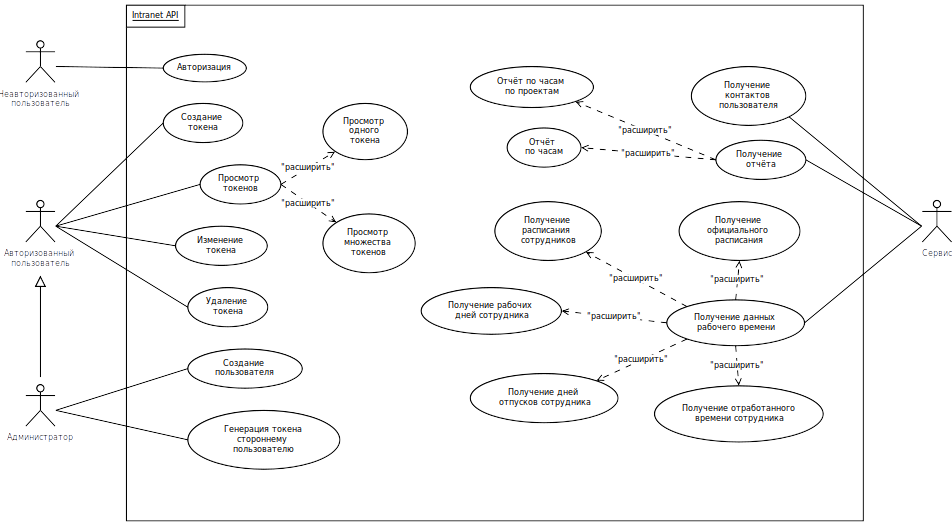 Intranet API
Неавторизованный
пользователь
Авторизация
Создание
токена
Просмотр
одного
токена
"расширить"
Просмотр
токенов
"расширить"
Просмотр
множества
токенов
Авторизованный
пользователь
Изменение
токена
Удаление
токена
Создание
пользователя
Администратор
Генерация токена
стороннему
пользователю
Отчёт по часам
по проектам
Получение
контактов
пользователя
"расширить"
Отчёт
по часам
"расширить"
Получение
отчёта
Получение
расписания
сотрудников
Получение
официального
расписания
Сервис
"расширить"
"расширить"
Получение рабочих
дней сотрудника
"расширить"
Получение данных
рабочего времени
"расширить"
"расширить"
Получение дней
отпусков сотрудника
Получение отработанного
времени сотрудника